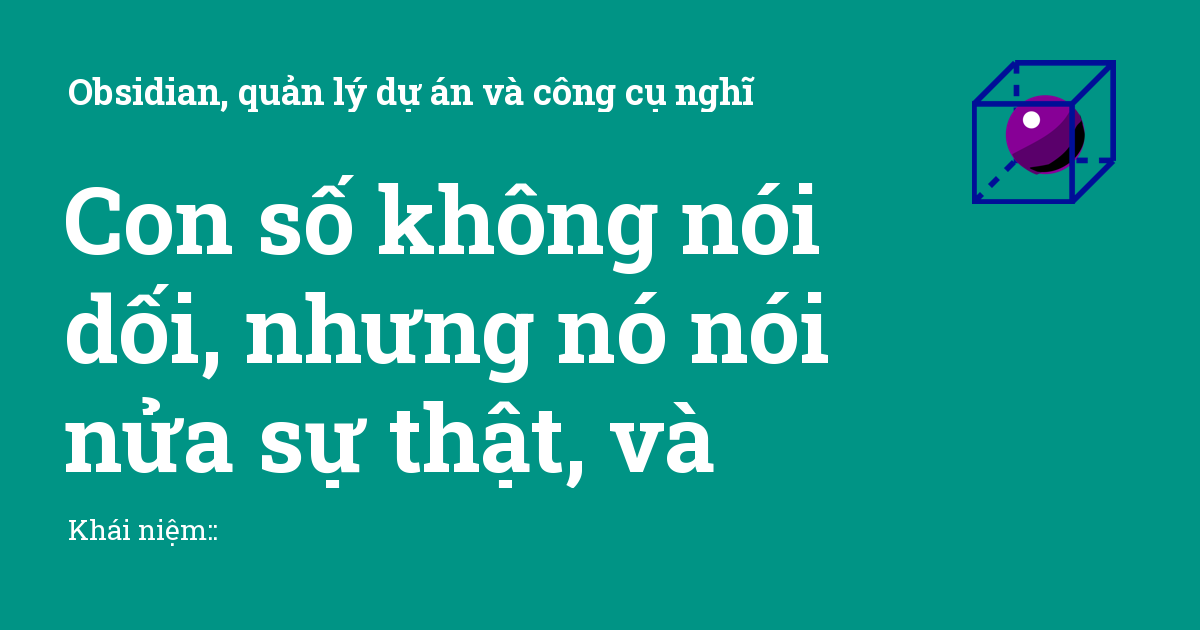 Obsidian, quản lý dự án và công cụ nghĩ
Con số không nói
dối, nhưng nó nói
nửa sự thật, và
Khái niệm::